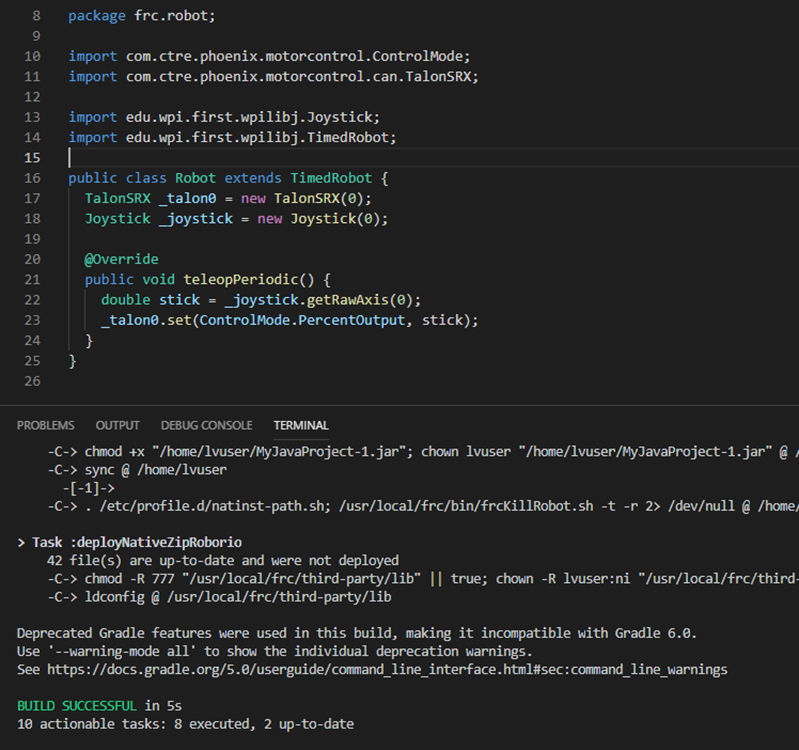 8 package frc.robot;
9
10 import com.ctre.phoenix.motorcontrol.ControlMode;
11 import com.ctre.phoenix.motorcontrol.can.TalonSRX;
12
13 import edu.wpi.first.wpilibj.Joystick;
14 import edu.wpi.first.wpilibj.TimedRobot;
15
16 public class Robot extends TimedRobot {
17   TalonSRX _talon0 = new TalonSRX(0);
18   Joystick _joystick = new Joystick(0);
19
20   @Override
21   public void teleopPeriodic() {
22     double stick = _joystick.getRawAxis(0);
23     _talon0.set(ControlMode.PercentOutput, stick);
24   }
25 }
26
PROBLEMS OUTPUT DEBUG CONSOLE TERMINAL
-C-> chmod +x "/home/lvuser/MyJavaProject-1.jar"; chown lvuser "/home/lvuser/MyJavaProject-1.jar" @ /
-C-> sync @ /home/lvuser
-[-1]->
-C-> . /etc/profile.d/natinst-path.sh; /usr/local/frc/bin/frcKillRobot.sh -t -r 2> /dev/null @ /home/
> Task :deployNativeZipRoborio
42 file(s) are up-to-date and were not deployed
-C-> chmod -R 777 "/usr/local/frc/third-party/lib" || true; chown -R lvuser:ni "/usr/local/frc/third-
-C-> ldconfig @ /usr/local/frc/third-party/lib
Deprecated Gradle features were used in this build, making it incompatible with Gradle 6.0.
Use '--warning-mode all' to show the individual deprecation warnings.
See https://docs.gradle.org/5.0/userguide/command_line_interface.html#sec:command_line_warnings
BUILD SUCCESSFUL in 5s
10 actionable tasks: 8 executed, 2 up-to-date